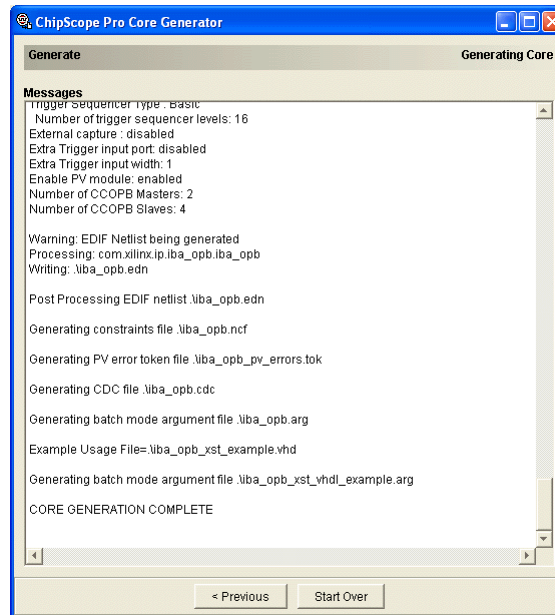 ChipScope Pro Core Generator
Generate
Generating Core
Messages
Trigger Sequencer Type : Basic
Number of trigger sequencer levels: 16
External capture : disabled
Extra Trigger input port: disabled
Extra Trigger input width: 1
Enable PV module: enabled
Number of CCOPB Masters: 2
Number of CCOPB Slaves: 4
Warning: EDIF Netlist being generated
Processing: com.xilinx.ip.iba_opb.iba_opb
Writing: .\iba_opb.edn
Post Processing EDIF netlist .\iba_opb.edn
Generating constraints file .\iba_opb.ncf
Generating PV error token file .\iba_opb_pv_errors.tok
Generating CDC file .\iba_opb.cdc
Generating batch mode argument file .\iba_opb.arg
Example Usage File=.\iba_opb_xst_example.vhd
Generating batch mode argument file .\iba_opb_xst_vhdl_example.arg
CORE GENERATION COMPLETE
< Previous
Start Over